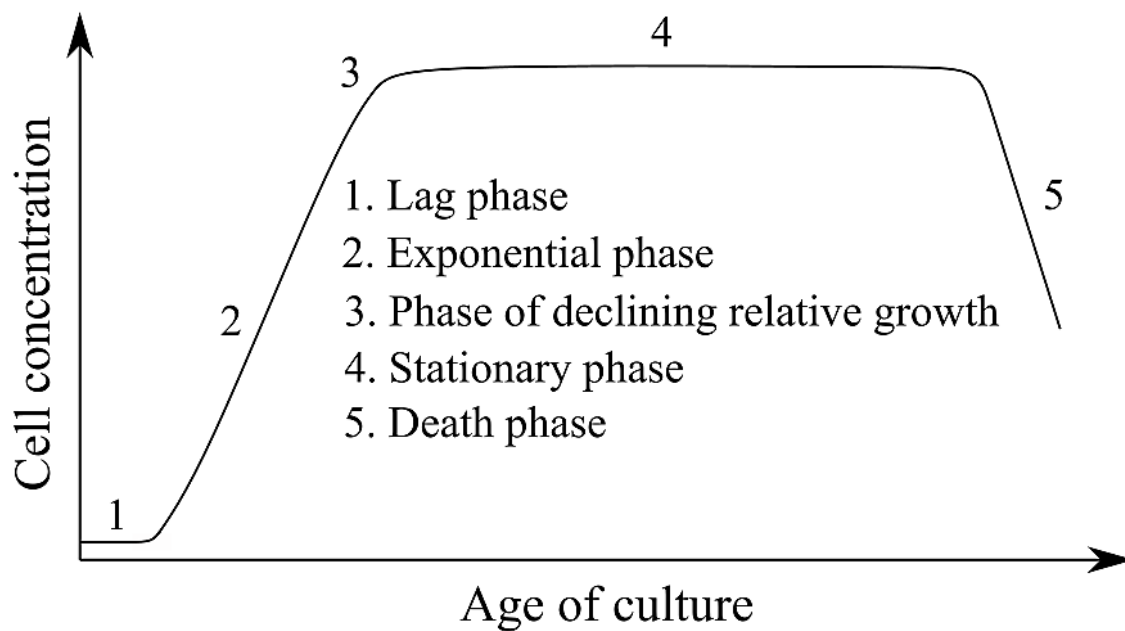 4
3
5
1. Lag phase
2. Exponential phase
2
3. Phase of declining relative growth
4. Stationary phase
5. Death phase
1
Cell concentration
Age of culture